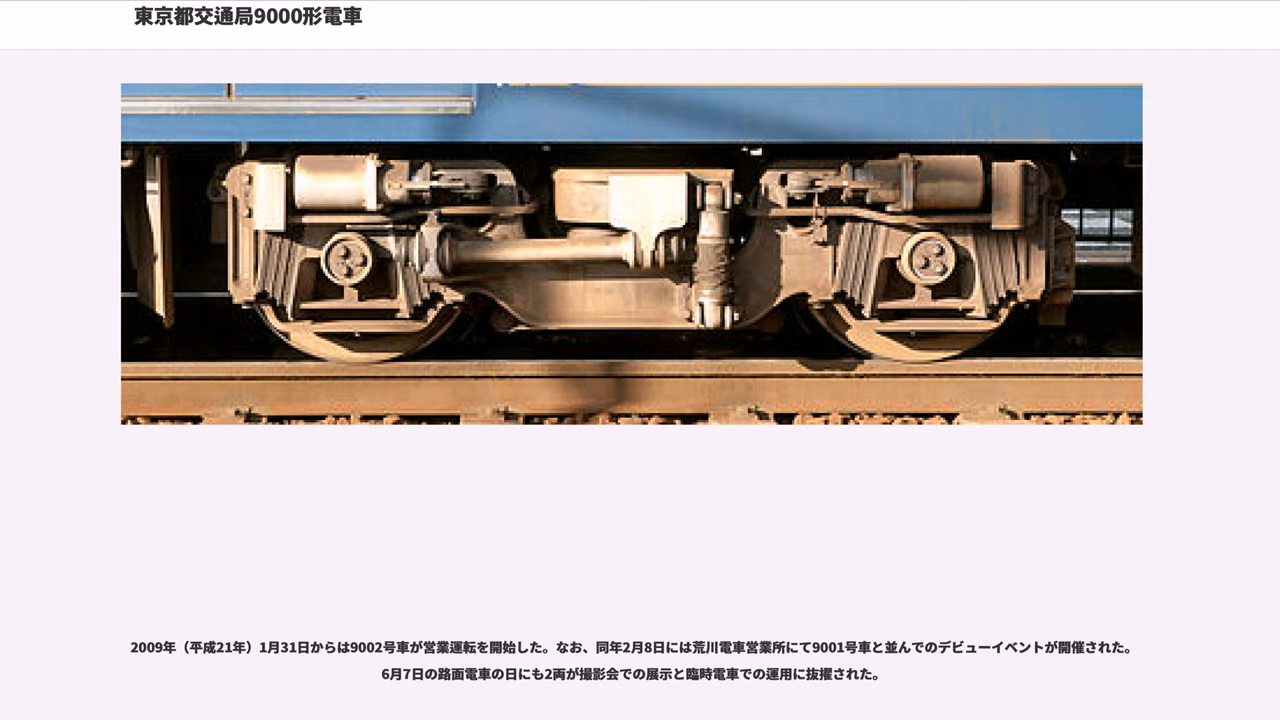 東京都交通局9000形電車
2009年（平成21年）1月31日からは9002号車が営業運転を開始した。なお、同年2月8日には荒川電車営業所にて9001号車と並んでのデビューイベントが開催された。
6月7日の路面電車の日にも2両が撮影会での展示と臨時電車での運用に抜擢された。